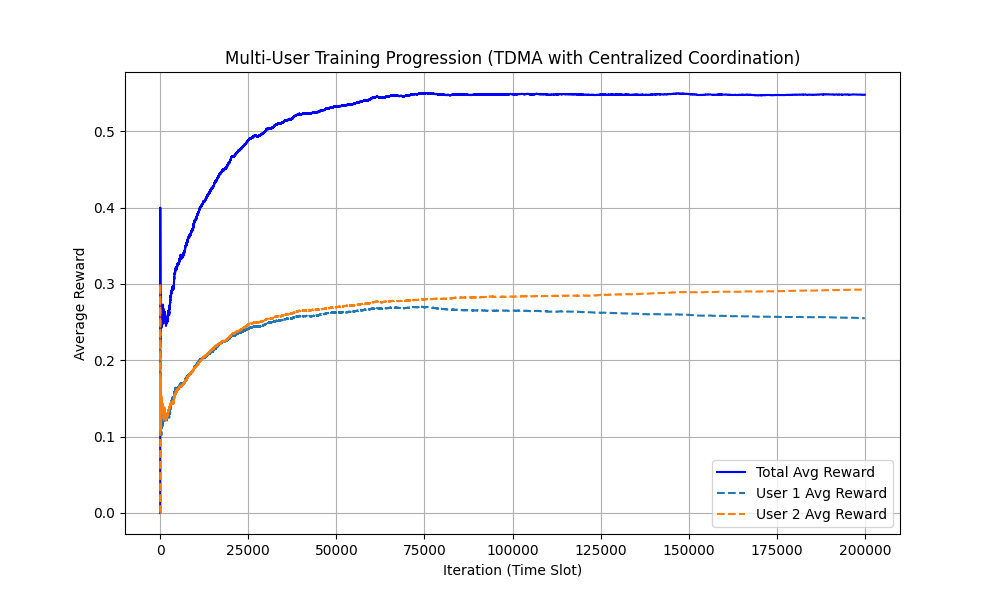 Multi-User Training Progression (TDMA with Centralized Coordination)
Average Reward
0.5
0.4
0.3
0.2
0.1
0.0
Total Avg Reward
User 1 Avg Reward
User 2 Avg Reward
0 25000 50000 75000 100000 125000 150000 175000 200000
Iteration (Time Slot)